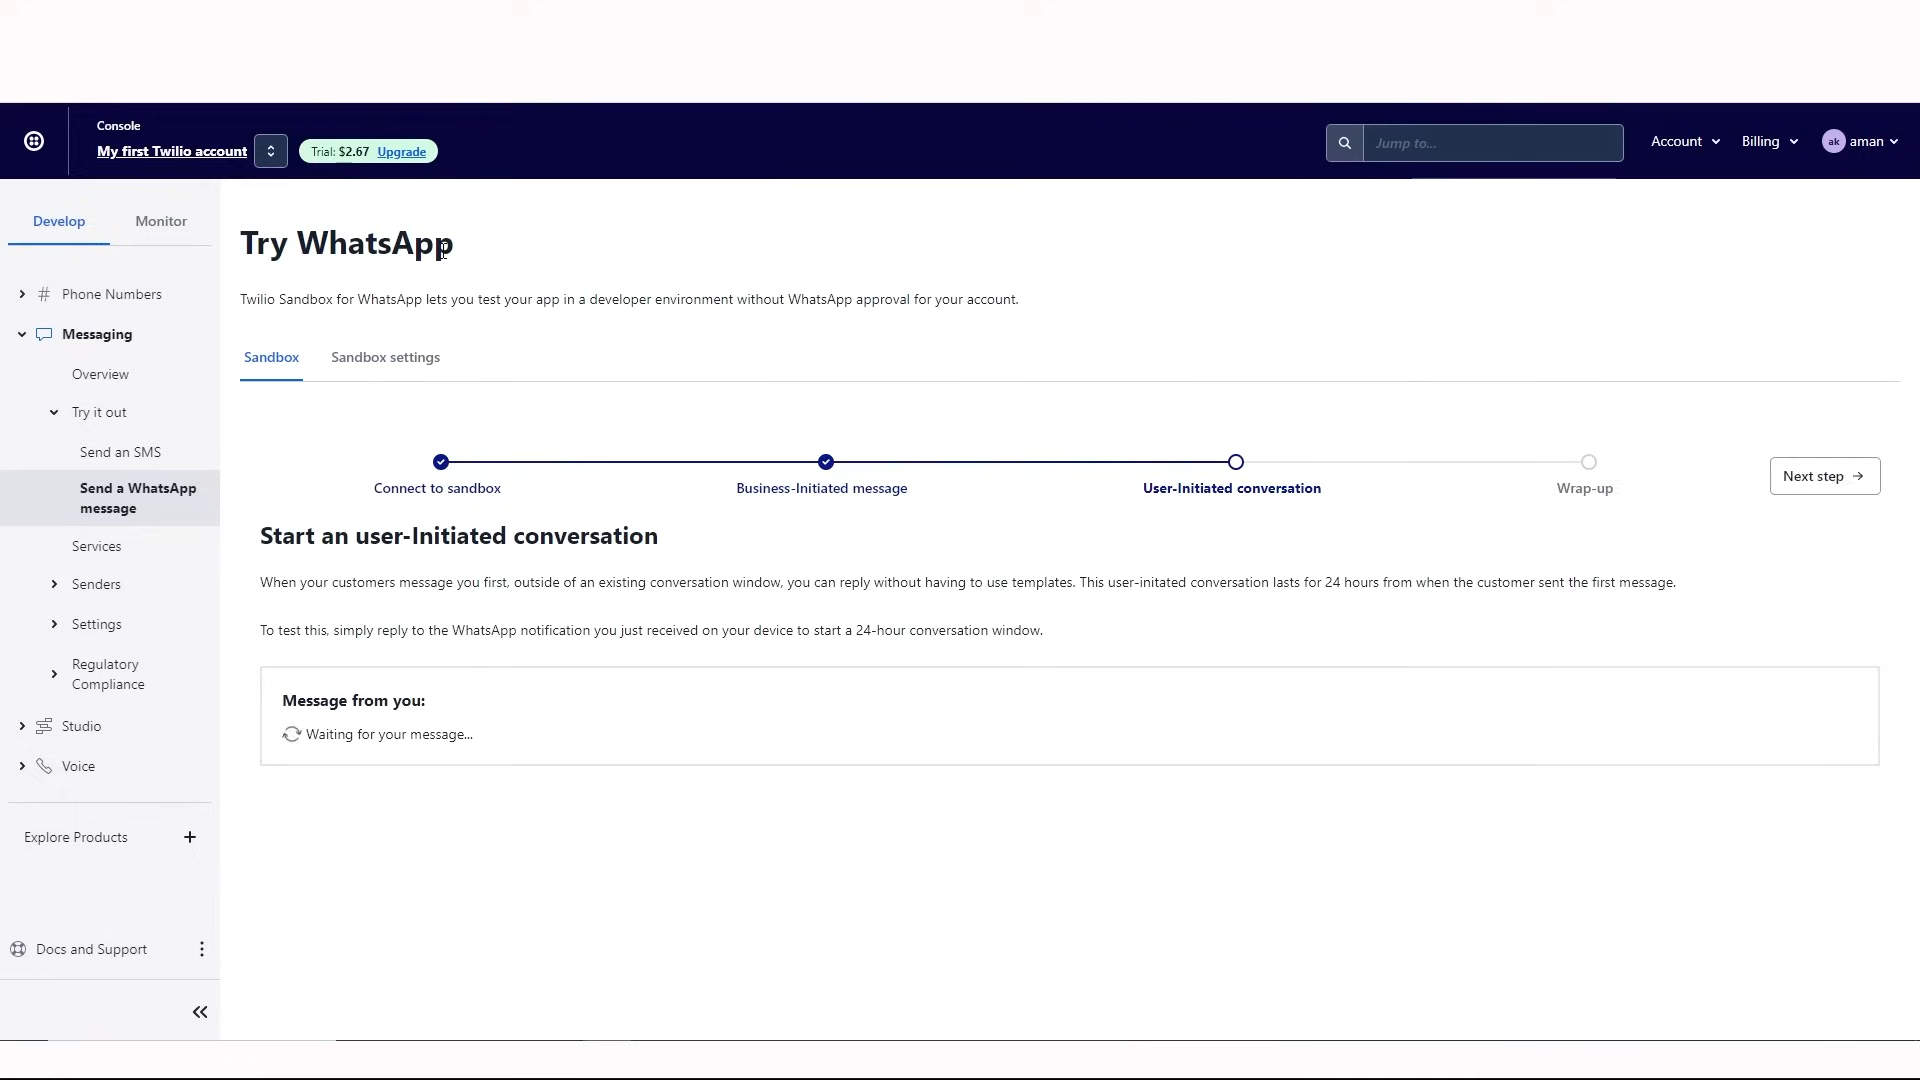 Console
My first Twilio account
Trial: $2.67 Upgrade
Jump to...
Account
Billing
ak aman
Develop
Monitor
Phone Numbers
Messaging
Overview
Try it out
Send an SMS
Send a WhatsApp
message
Services
Senders
Settings
Regulatory
Compliance
Studio
Voice
Explore Products
Docs and Support
Try WhatsApp
Twilio Sandbox for WhatsApp lets you test your app in a developer environment without WhatsApp approval for your account.
Sandbox
Sandbox settings
Connect to sandbox
Business-Initiated message
User-Initiated conversation
Wrap-up
Next step
Start an user-Initiated conversation
When your customers message you first, outside of an existing conversation window, you can reply without having to use templates. This user-initated conversation lasts for 24 hours from when the customer sent the first message.
To test this, simply reply to the WhatsApp notification you just received on your device to start a 24-hour conversation window.
Message from you:
Waiting for your message...